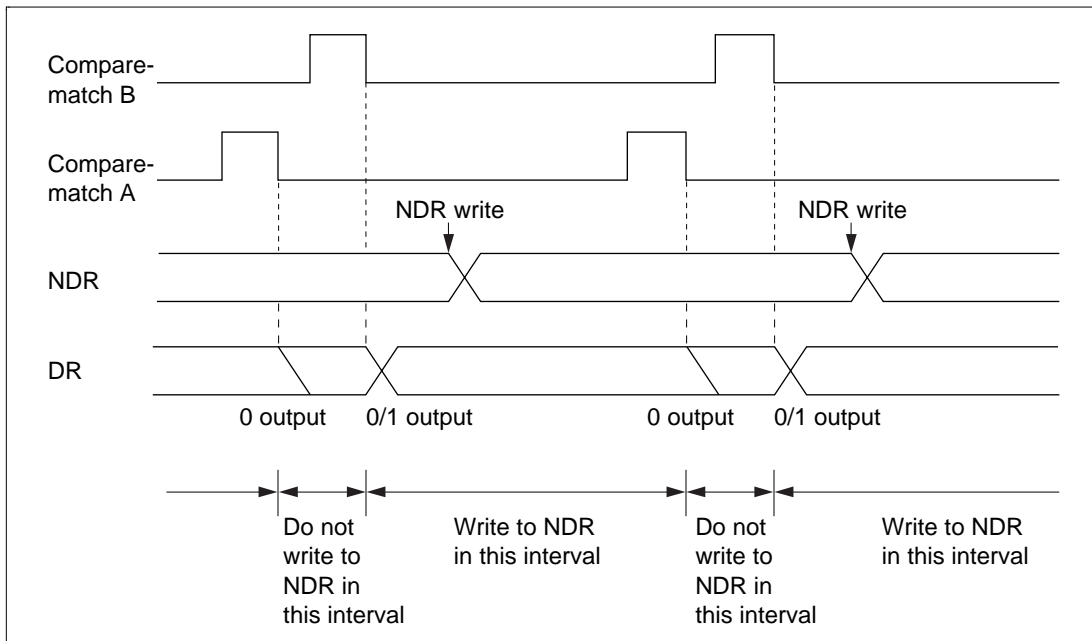 Compare-
match B
Compare-
match A
NDR write
NDR write
NDR
DR
0 output
0/1 output
0 output
0/1 output
Do not
write to
NDR in
this interval
Write to NDR
in this interval
Do not
write to
NDR in
this interval
Write to NDR
in this interval